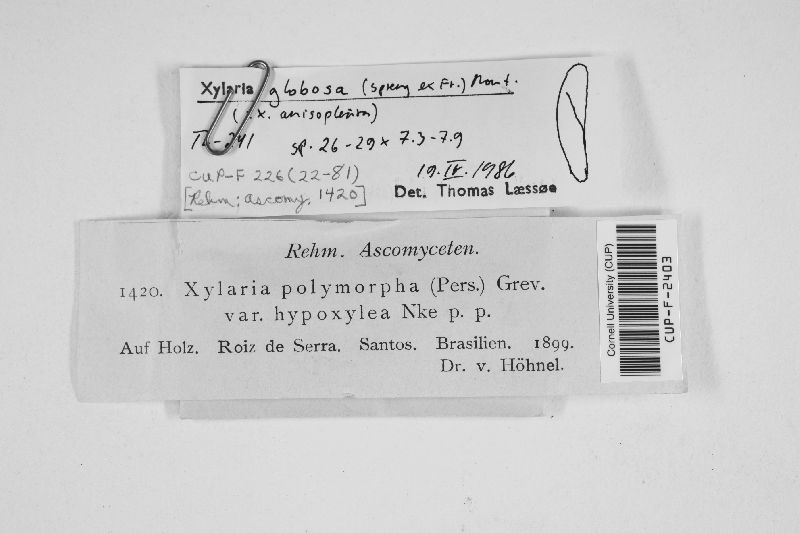 Xylaria globosa (Spreng ex Fr.) Mont.
(X. anisopleura)
TL-241 sp. 26-29 x 7.3-7.9
CUP-F 226(22-81) 19.IV.1986
[Rehm: ascomy. 1420] Det. Thomas Læssøe
Rehm. Ascomyceten.
1420. Xylaria polymorpha (Pers.) Grev.
var. hypoxylea Nke p. p.
Auf Holz. Roiz de Serra. Santos. Brasilien. 1899.
Dr. v. Höhnel.
Cornell University (CUP)
CUP-F-2403